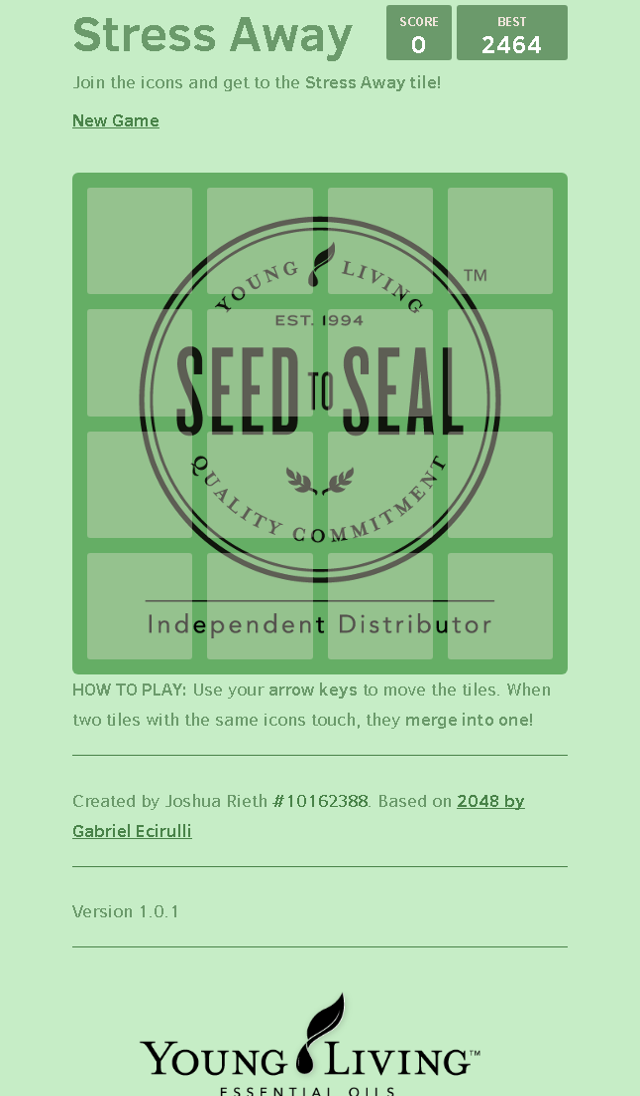 Stress Away
SCORE
0
BEST
2464
Join the icons and get to the Stress Away tile!
New Game
YOUNG LIVING
TM
EST. 1994
SEED TO SEAL
QUALITY COMMITMENT
Independent Distributor
HOW TO PLAY: Use your arrow keys to move the tiles. When
two tiles with the same icons touch, they merge into one!
Created by Joshua Rieth #10162388. Based on 2048 by
Gabriel Ecirulli
Version 1.0.1
YOUNG LIVING™
ESSENTIAL OILS